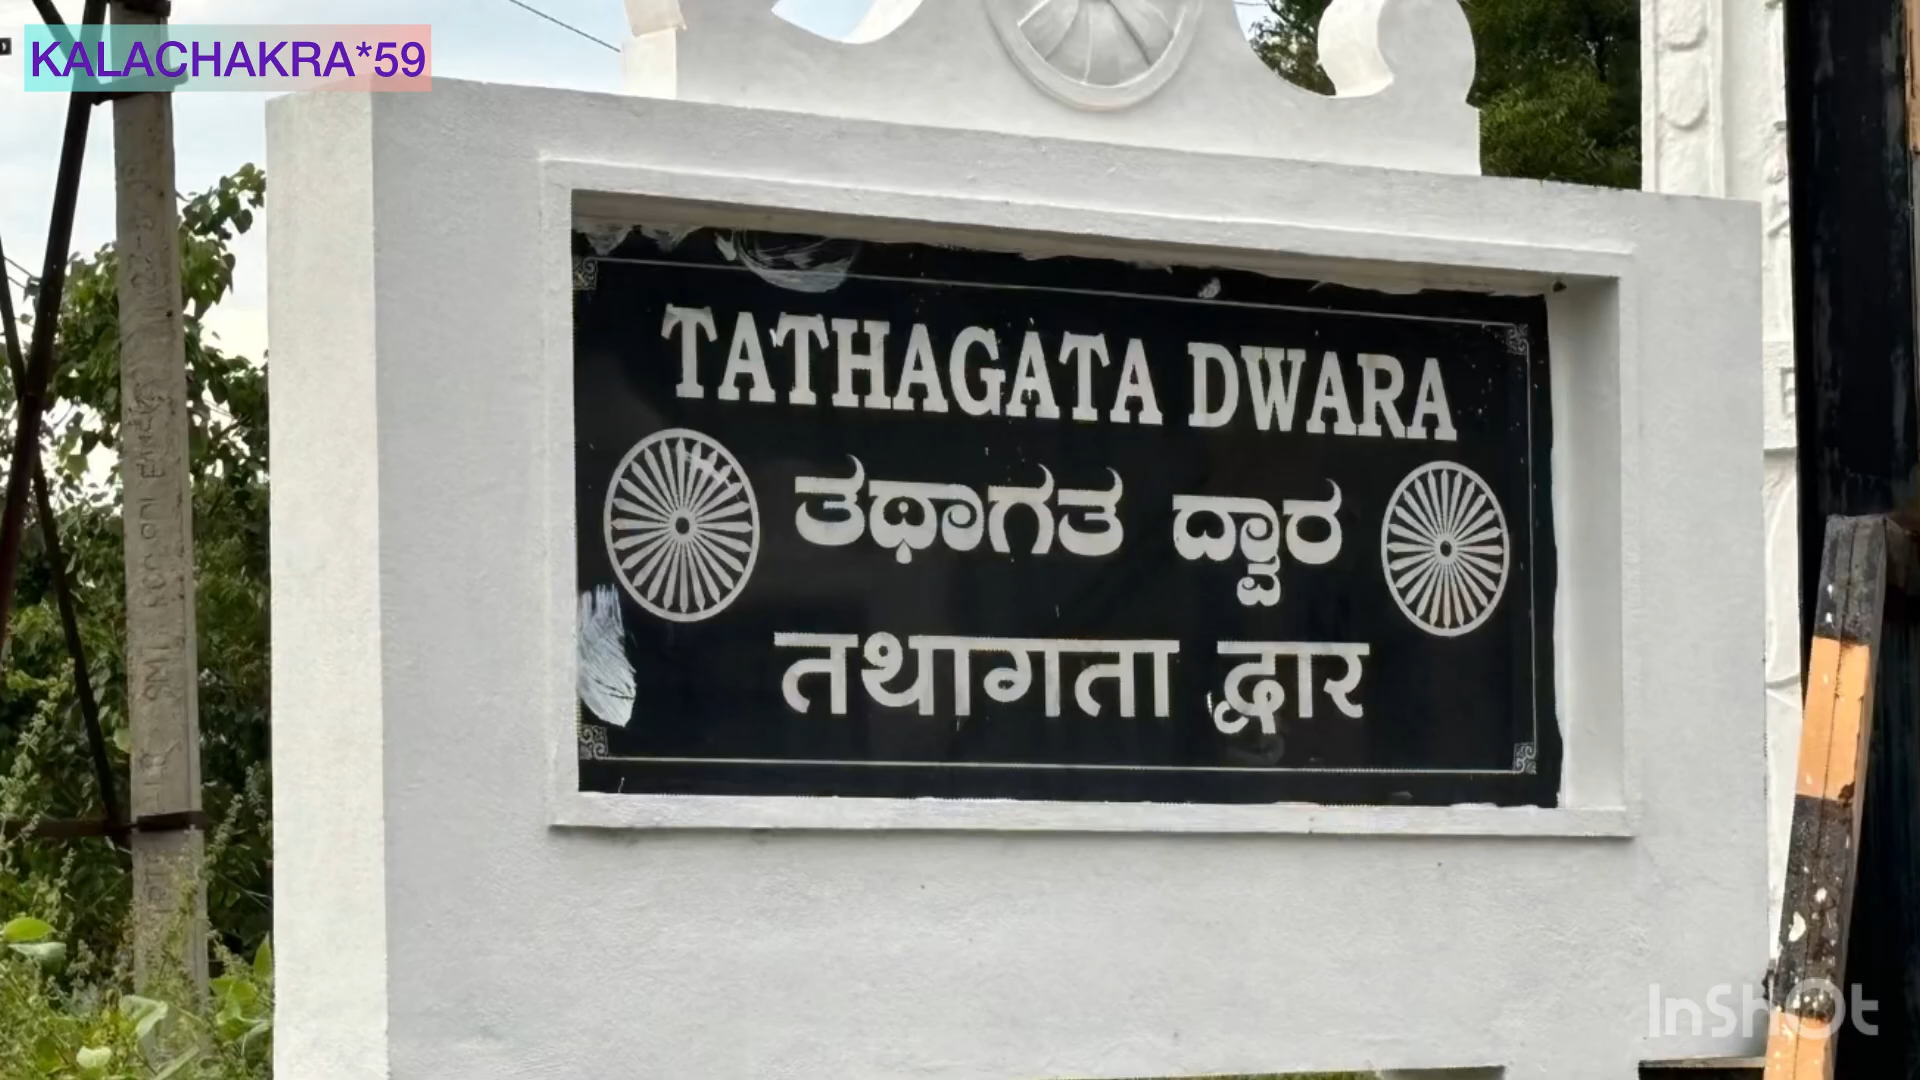 KALACHAKRA*59
TATHAGATA DWARA
ತಥಾಗತ ದ್ವಾರ
तथागता द्वार
InShOt